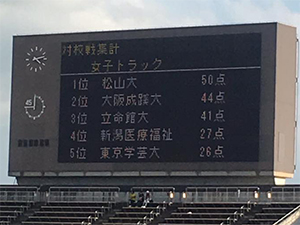 対校戦集計
女子トラック
1位 松山大 50点
2位 大阪成蹊大 44点
3位 立命館大 41点
4位 新潟医療福祉 27点
5位 東京学芸大 26点